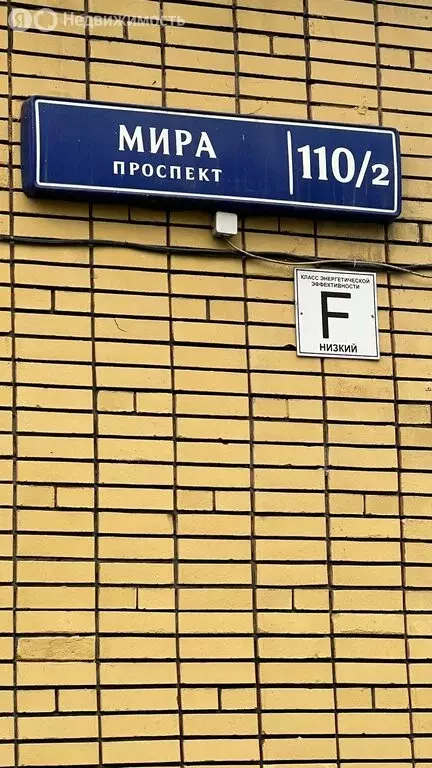 Я Недвижимость
МИРА
ПРОСПЕКТ
110/2
КЛАСС ЭНЕРГЕТИЧЕСКОЙ
ЭФФЕКТИВНОСТИ
F
НИЗКИЙ